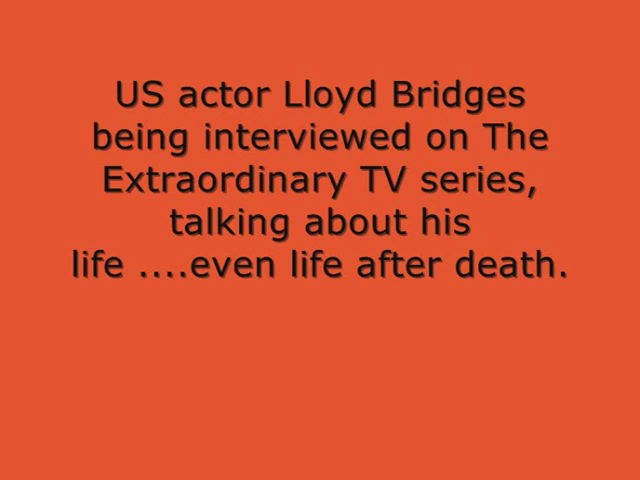 US actor Lloyd Bridges
being interviewed on The
Extraordinary TV series,
talking about his
life ....even life after death.